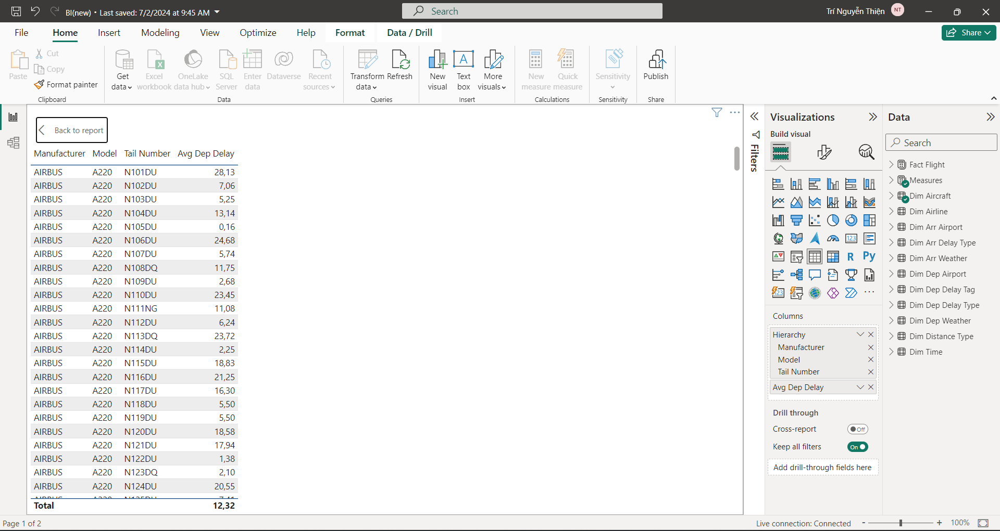 BI(new) • Last saved: 7/2/2024 at 9:45 AM
Search
Trí Nguyễn Thiện
NT
File Home Insert Modeling View Optimize Help Format Data / Drill
Share
Paste
Cut
Copy
Format painter
Clipboard
Get data
Excel workbook
OneLake data hub
SQL Server
Enter data
Dataverse
Recent sources
Data
Transform data
Refresh
Queries
New visual
Text box
More visuals
Insert
New measure
Quick measure
Calculations
Sensitivity
Sensitivity
Publish
Share
Back to report
Manufacturer Model Tail Number Avg Dep Delay
AIRBUS A220 N101DU 28,13
AIRBUS A220 N102DU 7,06
AIRBUS A220 N103DU 5,25
AIRBUS A220 N104DU 13,14
AIRBUS A220 N105DU 0,16
AIRBUS A220 N106DU 24,68
AIRBUS A220 N107DU 5,74
AIRBUS A220 N108DQ 11,75
AIRBUS A220 N109DU 2,68
AIRBUS A220 N110DU 23,45
AIRBUS A220 N111NG 11,08
AIRBUS A220 N112DU 6,24
AIRBUS A220 N113DQ 23,72
AIRBUS A220 N114DU 2,25
AIRBUS A220 N115DU 18,83
AIRBUS A220 N116DU 21,25
AIRBUS A220 N117DU 16,30
AIRBUS A220 N118DU 5,50
AIRBUS A220 N119DU 5,50
AIRBUS A220 N120DU 18,58
AIRBUS A220 N121DU 17,94
AIRBUS A220 N122DU 1,38
AIRBUS A220 N123DQ 2,10
AIRBUS A220 N124DU 20,55
Total 12,32
Filters
Visualizations
Build visual
123
R
Py
123
Columns
Hierarchy
Manufacturer
Model
Tail Number
Avg Dep Delay
Drill through
Cross-report Off
Keep all filters On
Add drill-through fields here
Data
Search
Fact Flight
Measures
Dim Aircraft
Dim Airline
Dim Arr Airport
Dim Arr Delay Type
Dim Arr Weather
Dim Dep Airport
Dim Dep Delay Tag
Dim Dep Delay Type
Dim Dep Weather
Dim Distance Type
Dim Time
Page 1 of 2
Live connection: Connected
- + 100%